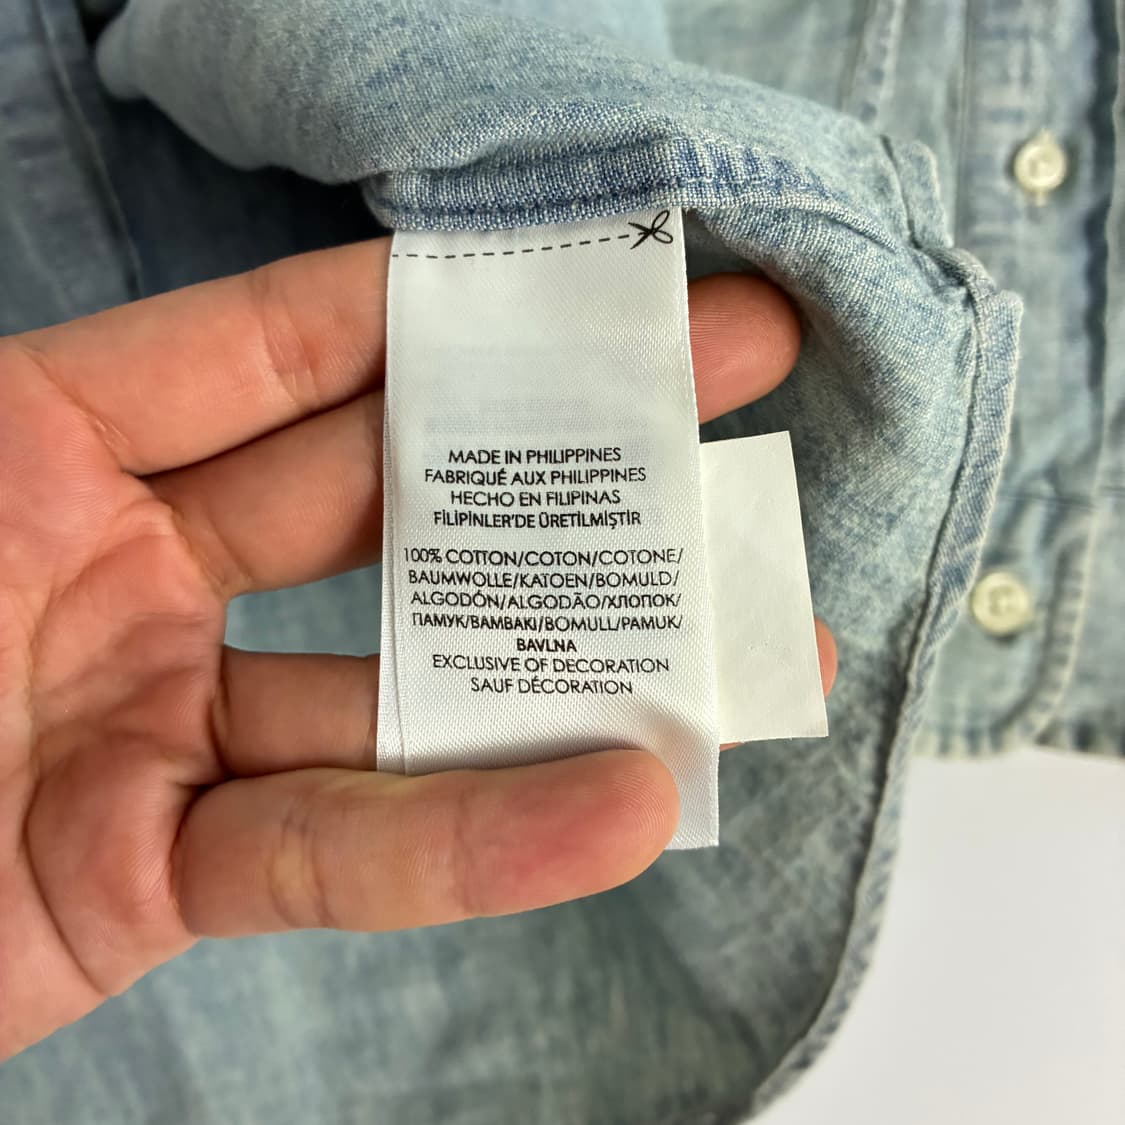 MADE IN PHILIPPINES
FABRIQUÉ AUX PHILIPPINES
HECHO EN FILIPINAS
FİLİPİNLER'DE ÜRETİLMİŞTİR
100% COTTON/COTON/COTONE/
BAUMWOLLE/KATOEN/BOMULD/
ALGODÓN/ALGODÃO/ХЛОПОК/
ПАМУК/ΒΑΜΒΑΚΙ/BOMULL/PAMUK/
BAVLNA
EXCLUSIVE OF DECORATION
SAUF DÉCORATION